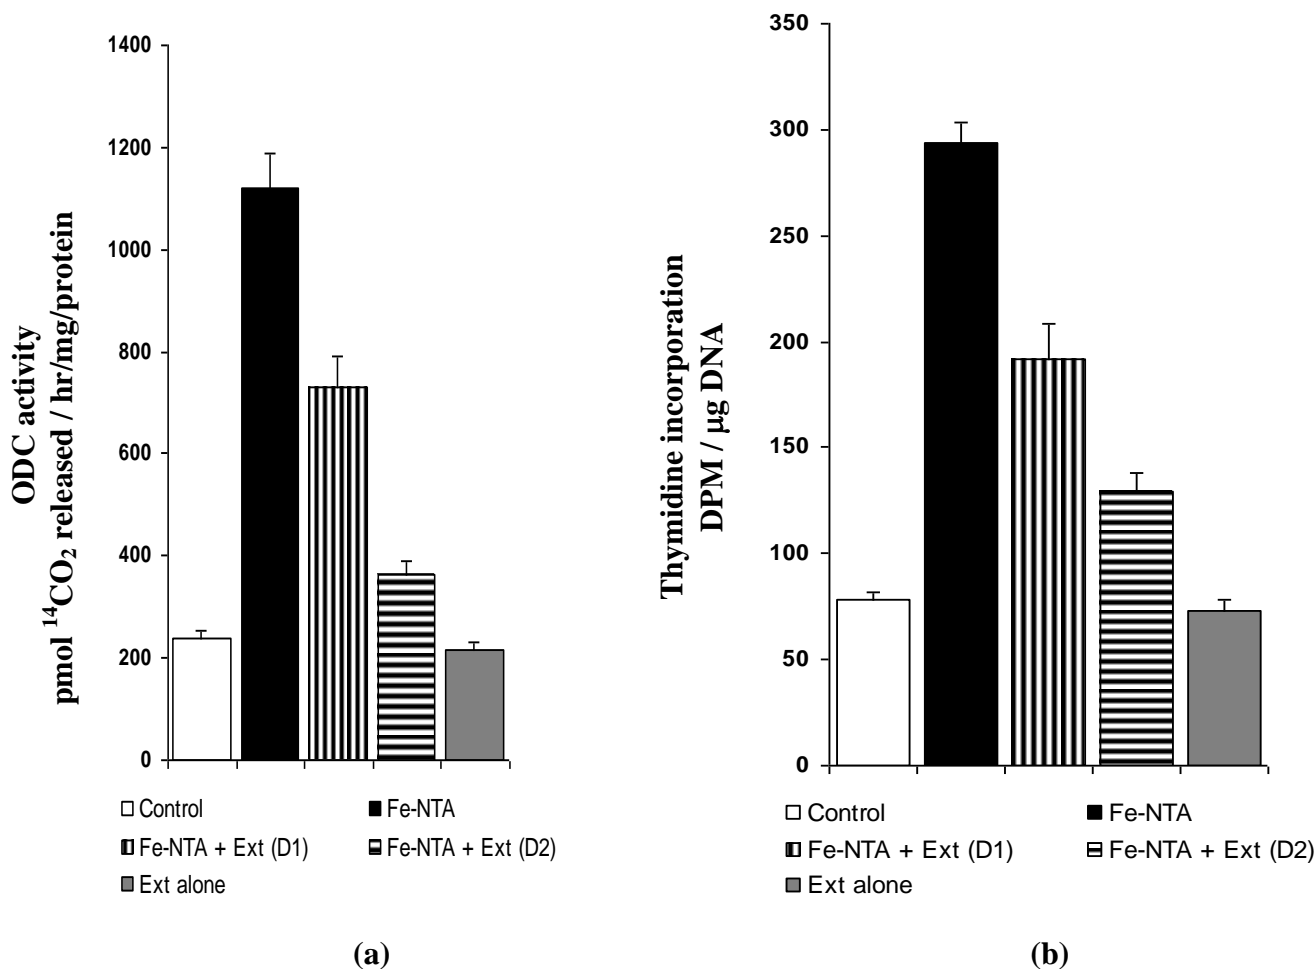 1400
1200
1000
800
600
400
200
0
ODC activity
pmol ¹⁴CO₂ released / hr/mg/protein
Control
Fe-NTA
Fe-NTA + Ext (D1)
Fe-NTA + Ext (D2)
Ext alone
(a)
350
300
250
200
150
100
50
0
Thymidine incorporation
DPM / µg DNA
Control
Fe-NTA
Fe-NTA + Ext (D1)
Fe-NTA + Ext (D2)
Ext alone
(b)